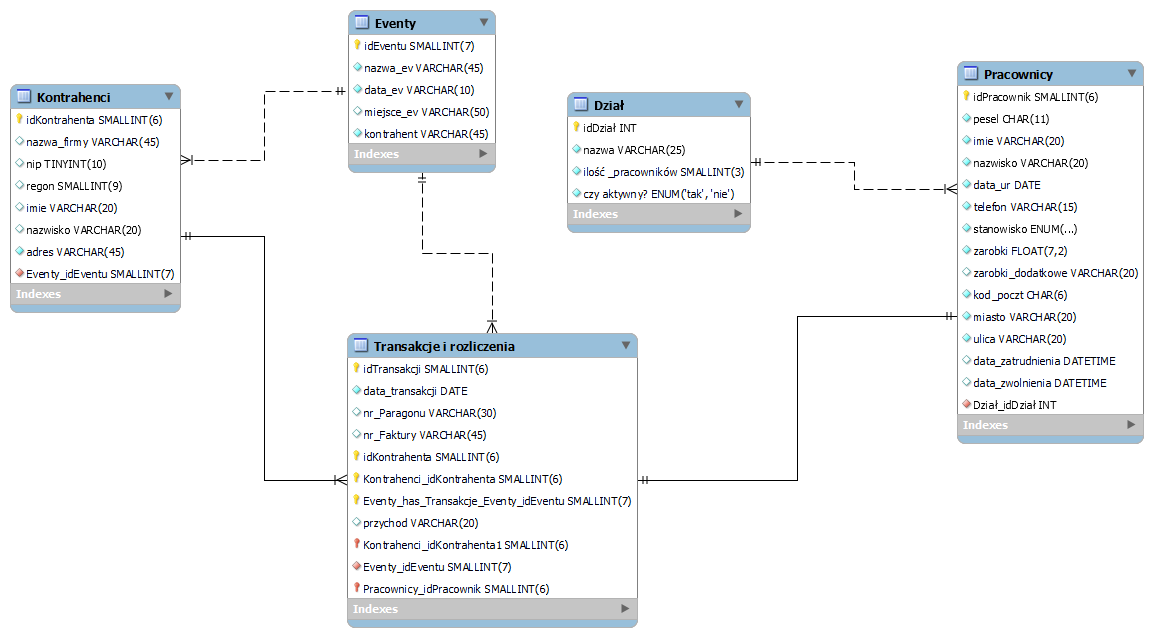 Eventy
idEventu SMALLINT(7)
nazwa_ev VARCHAR(45)
data_ev VARCHAR(10)
miejsce_ev VARCHAR(50)
kontrahent VARCHAR(45)
Indexes
Kontrahenci
idKontrahenta SMALLINT(6)
nazwa_firmy VARCHAR(45)
nip TINYINT(10)
regon SMALLINT(9)
imie VARCHAR(20)
nazwisko VARCHAR(20)
adres VARCHAR(45)
Eventy_idEventu SMALLINT(7)
Indexes
Dział
idDział INT
nazwa VARCHAR(25)
ilość _pracowników SMALLINT(3)
czy aktywny? ENUM('tak','nie')
Indexes
Pracownicy
idPracownik SMALLINT(6)
pesel CHAR(11)
imie VARCHAR(20)
nazwisko VARCHAR(20)
data_ur DATE
telefon VARCHAR(15)
stanowisko ENUM(...)
zarobki FLOAT(7,2)
zarobki_dodatkowe VARCHAR(20)
kod_poczt CHAR(6)
miasto VARCHAR(20)
ulica VARCHAR(20)
data_zatrudnienia DATETIME
data_zwolnienia DATETIME
Dział_idDział INT
Indexes
Transakcje i rozliczenia
idTransakcji SMALLINT(6)
data_transakcji DATE
nr_Paragonu VARCHAR(30)
nr_Faktury VARCHAR(45)
idKontrahenta SMALLINT(6)
Kontrahenci_idKontrahenta SMALLINT(6)
Eventy_has_Transakcje_Eventy_idEventu SMALLINT(7)
przychod VARCHAR(20)
Kontrahenci_idKontrahenta1 SMALLINT(6)
Eventy_idEventu SMALLINT(7)
Pracownicy_idPracownik SMALLINT(6)
Indexes